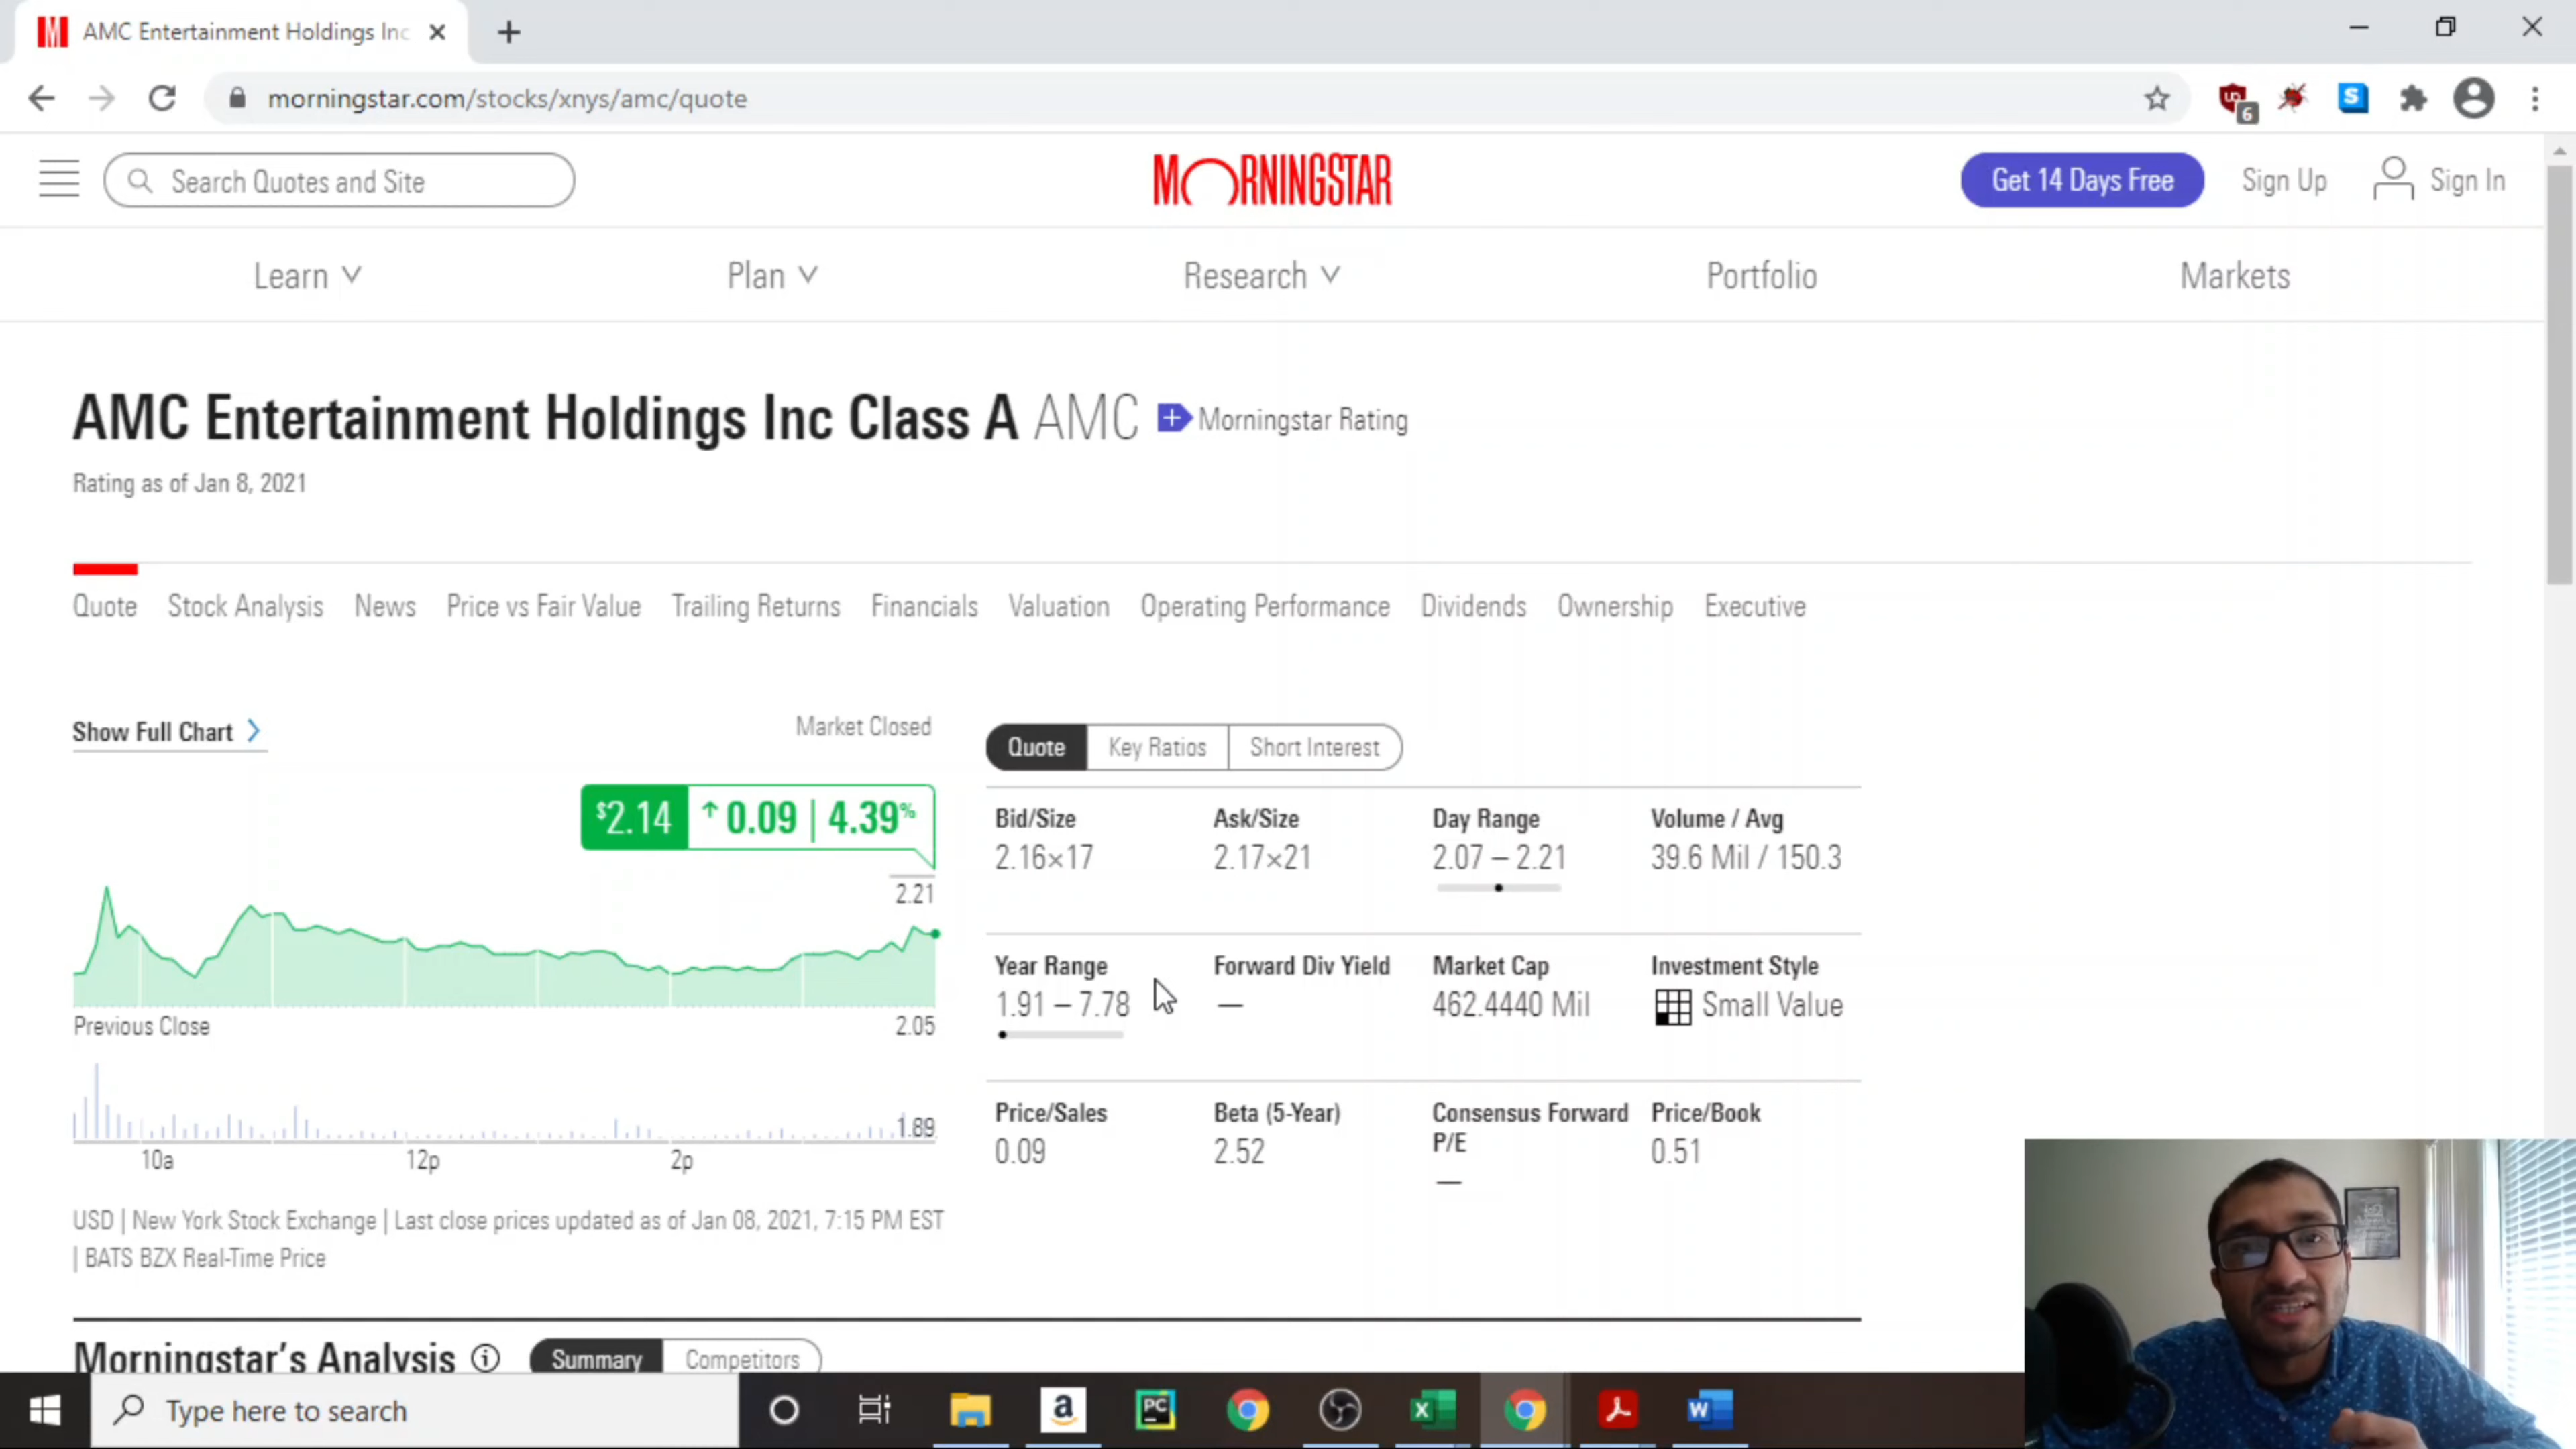 AMC Entertainment Holdings Inc
morningstar.com/stocks/xnys/amc/quote
6
Search Quotes and Site
MORNINGSTAR
Get 14 Days Free
Sign Up
Sign In
Learn
Plan
Research
Portfolio
Markets
AMC Entertainment Holdings Inc Class A AMC
Morningstar Rating
Rating as of Jan 8, 2021
Quote
Stock Analysis
News
Price vs Fair Value
Trailing Returns
Financials
Valuation
Operating Performance
Dividends
Ownership
Executive
Show Full Chart
Market Closed
$2.14 ↑ 0.09 | 4.39%
2.21
Previous Close
2.05
1.89
10a
12p
2p
USD | New York Stock Exchange | Last close prices updated as of Jan 08, 2021, 7:15 PM EST
| BATS BZX Real-Time Price
Quote
Key Ratios
Short Interest
Bid/Size
2.16×17
Ask/Size
2.17×21
Day Range
2.07 – 2.21
Volume / Avg
39.6 Mil / 150.3
Year Range
1.91 – 7.78
Forward Div Yield
—
Market Cap
462.4440 Mil
Investment Style
Small Value
Price/Sales
0.09
Beta (5-Year)
2.52
Consensus Forward
P/E
—
Price/Book
0.51
Morningstar's Analysis
Summary
Competitors
Type here to search